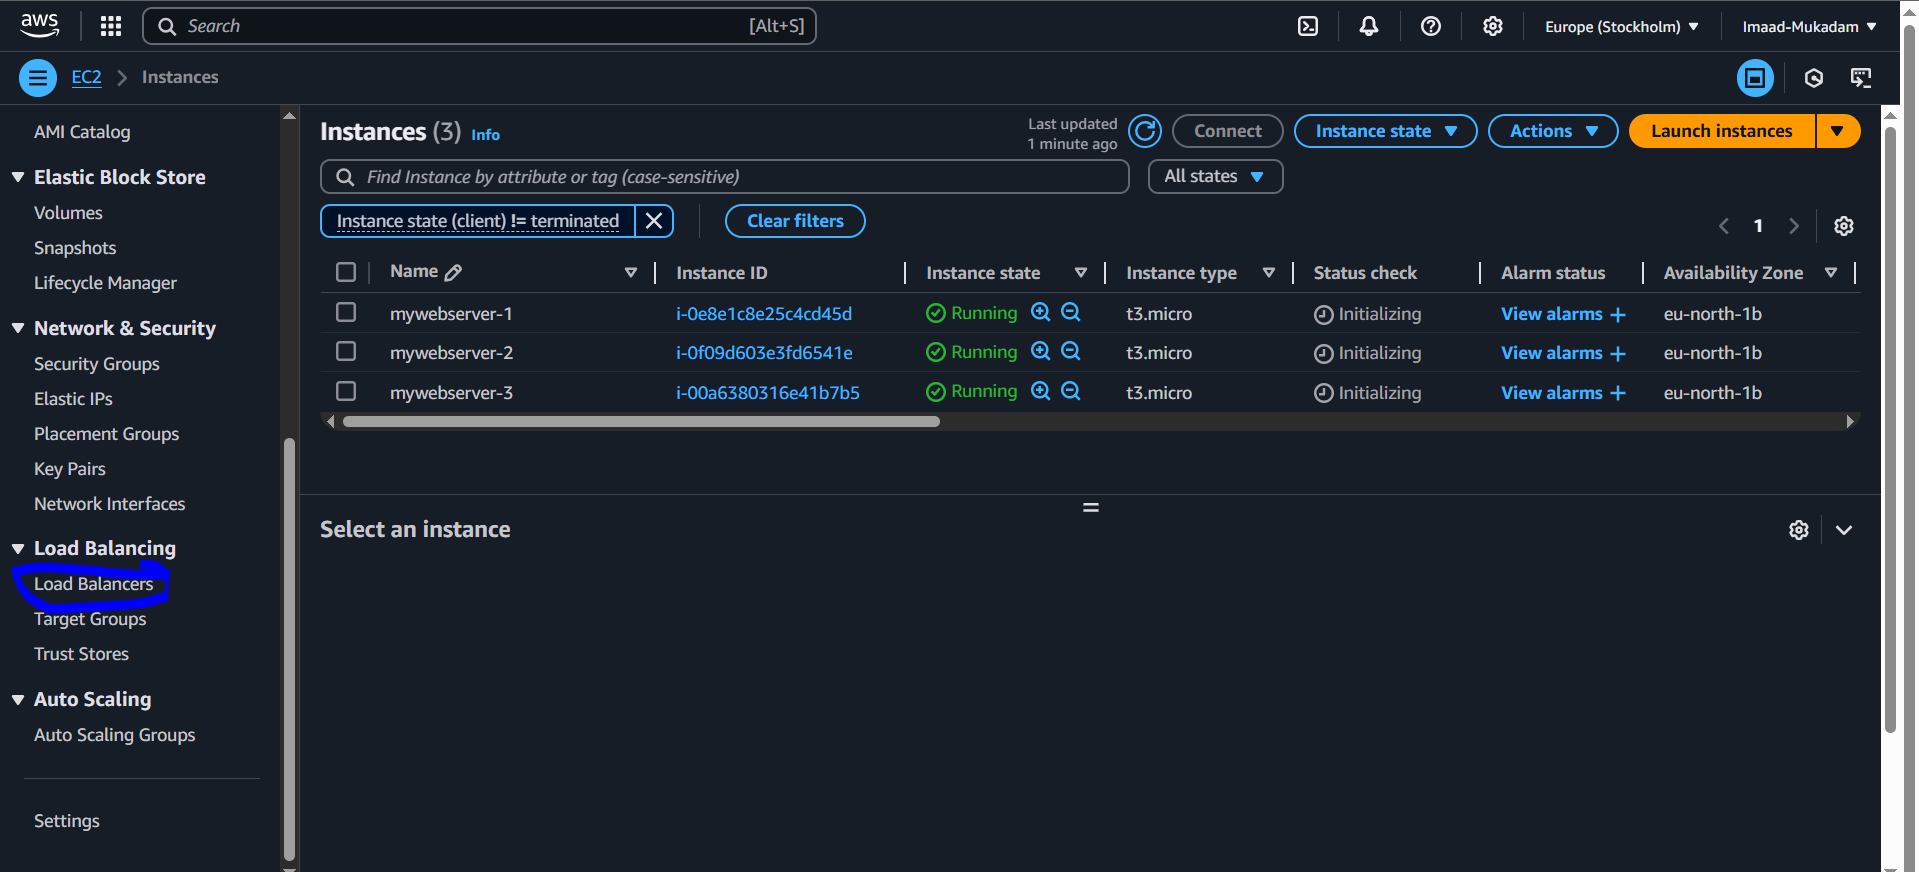 aws
Search [Alt+S]
Europe (Stockholm)
Imaad-Mukadam
EC2
Instances
AMI Catalog
Elastic Block Store
Volumes
Snapshots
Lifecycle Manager
Network & Security
Security Groups
Elastic IPs
Placement Groups
Key Pairs
Network Interfaces
Load Balancing
Load Balancers
Target Groups
Trust Stores
Auto Scaling
Auto Scaling Groups
Settings
Instances (3) Info
Last updated
1 minute ago
Connect
Instance state
Actions
Launch instances
Find Instance by attribute or tag (case-sensitive)
All states
Instance state (client) != terminated
Clear filters
1
Name Instance ID Instance state Instance type Status check Alarm status Availability Zone
mywebserver-1 i-0e8e1c8e25c4cd45d Running t3.micro Initializing View alarms + eu-north-1b
mywebserver-2 i-0f09d603e3fd6541e Running t3.micro Initializing View alarms + eu-north-1b
mywebserver-3 i-00a6380316e41b7b5 Running t3.micro Initializing View alarms + eu-north-1b
Select an instance